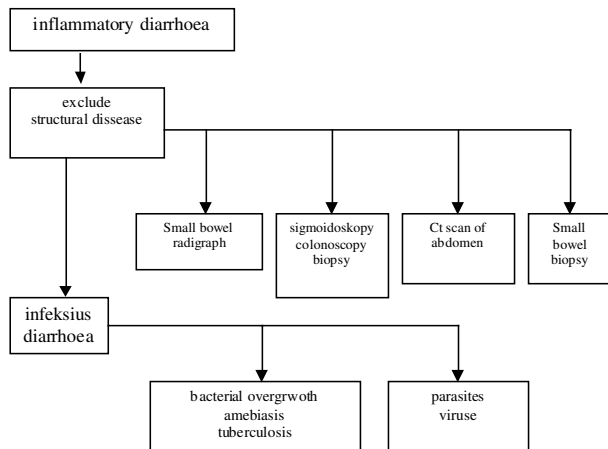 inflammatory diarrhoea
exclude
structural dissease
Small bowel
radigraph
sigmoidoskopy
colonoscopy
biopsy
Ct scan of
abdomen
Small
bowel
biopsy
infeksius
diarrhoea
bacterial overgrwoth
amebiasis
tuberculosis
parasites
viruse